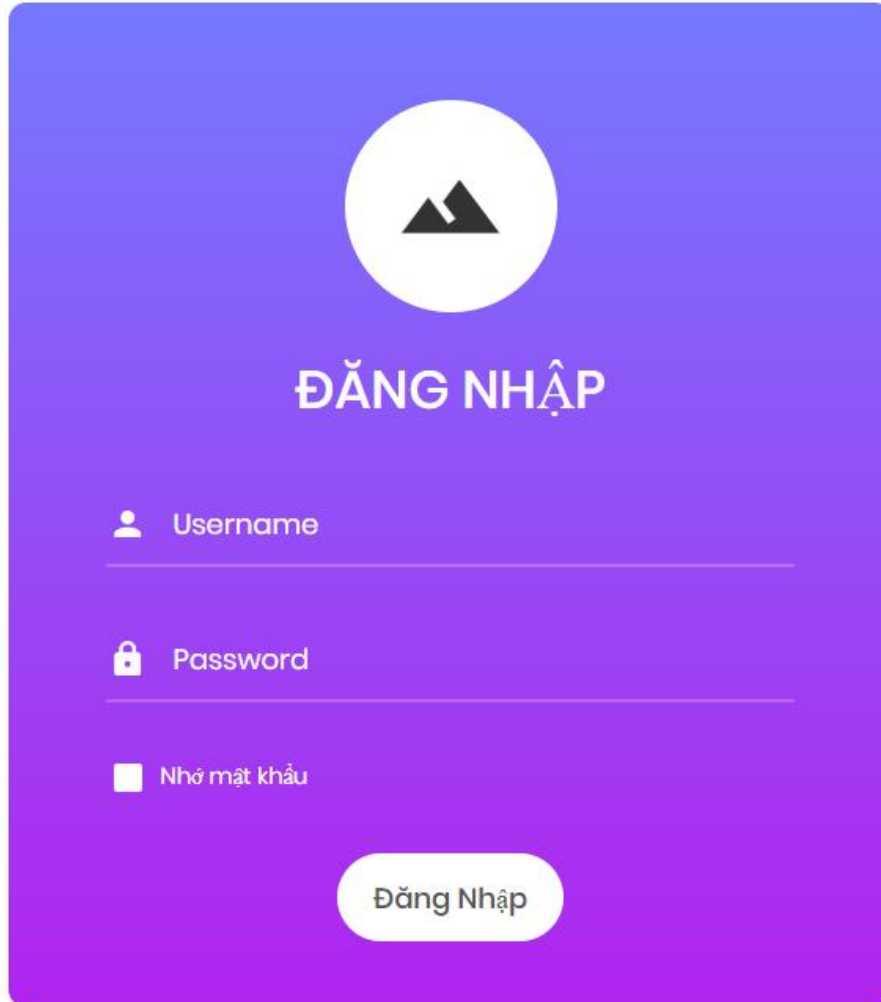 ĐĂNG NHẬP
Username
Password
Nhớ mật khẩu
Đăng Nhập